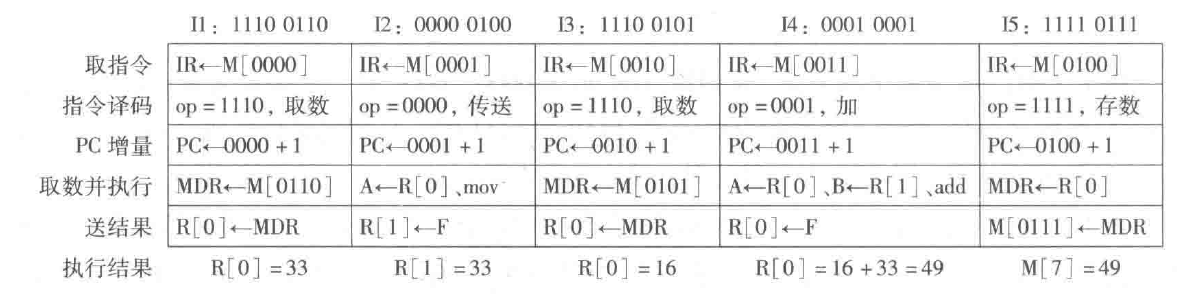 I1: 1110 0110 I2: 0000 0100 I3: 1110 0101 I4: 0001 0001 I5: 1111 0111
取指令 IR←M[0000] IR←M[0001] IR←M[0010] IR←M[0011] IR←M[0100]
指令译码 op=1110, 取数 op=0000, 传送 op=1110, 取数 op=0001, 加 op=1111, 存数
PC 增量 PC←0000+1 PC←0001+1 PC←0010+1 PC←0011+1 PC←0100+1
取数并执行 MDR←M[0110] A←R[0]、mov MDR←M[0101] A←R[0]、B←R[1]、add MDR←R[0]
送结果 R[0]←MDR R[1]←F R[0]←MDR R[0]←F M[0111]←MDR
执行结果 R[0]=33 R[1]=33 R[0]=16 R[0]=16+33=49 M[7]=49